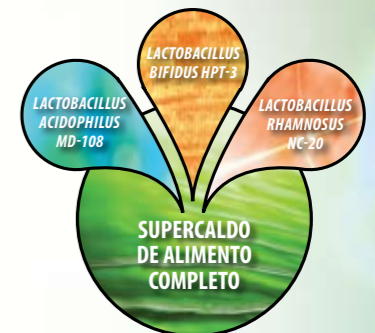 LACTOBACILLUS
BIFIDUS HPT-3
LACTOBACILLUS
ACIDOPHILUS
MD-108
LACTOBACILLUS
RHAMNOSUS
NC-20
SUPERCALDO
DE ALIMENTO
COMPLETO